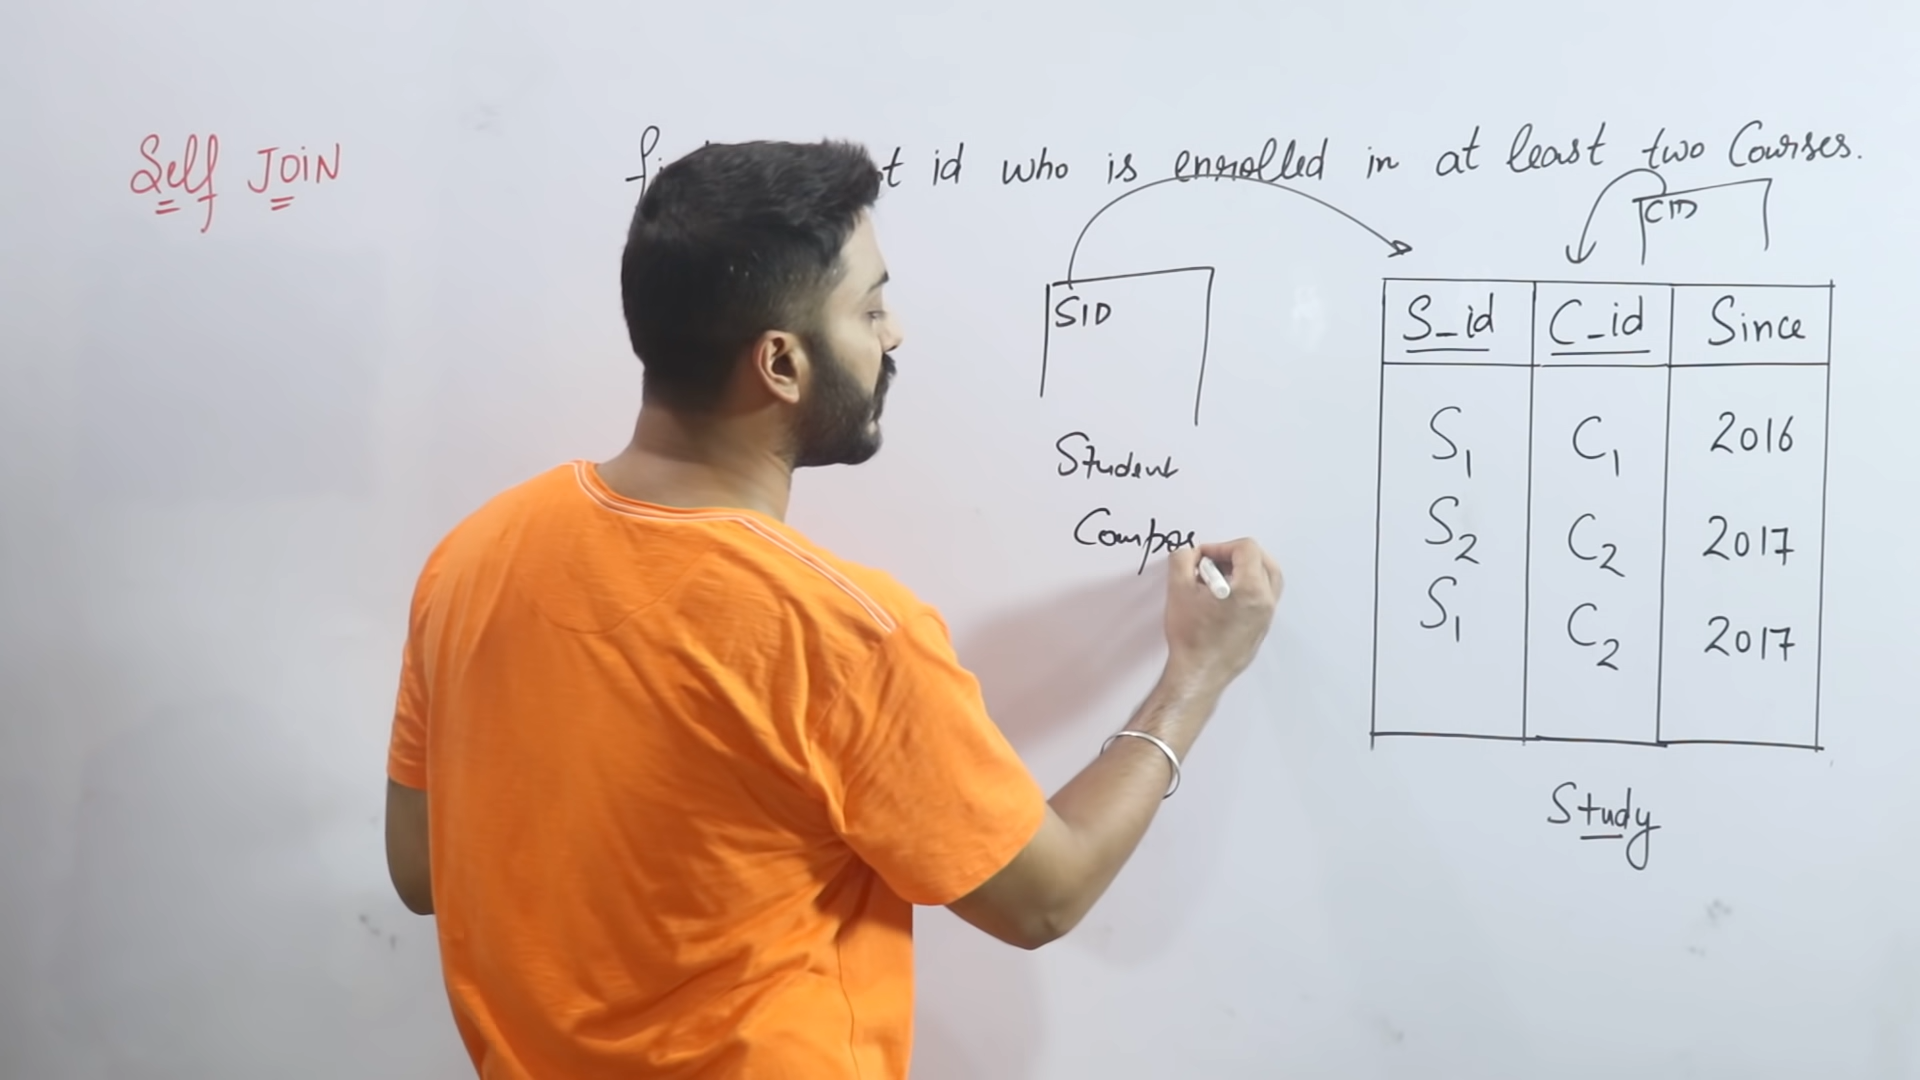 Self JOIN
id who is enrolled in at least two Courses.
CID
SID
S_id C_id Since
S1 C1 2016
S2 C2 2017
S1 C2 2017
Student
Study